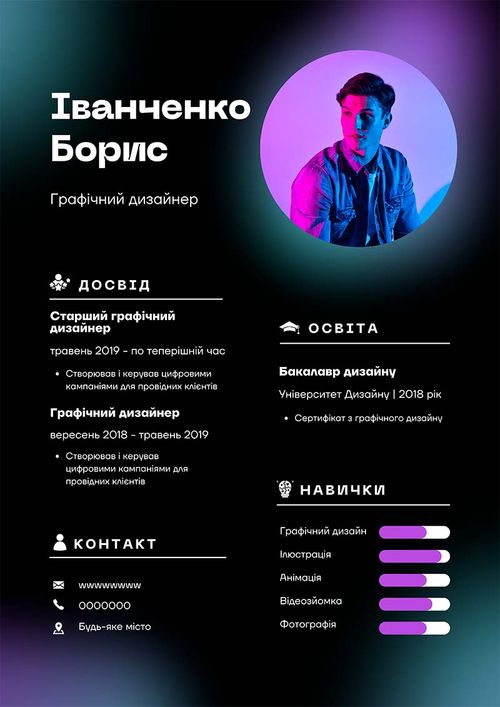 Іванченко
Борис
Графічний дизайнер
ДОСВІД
Старший графічний
дизайнер
травень 2019 - по теперішній час
Створював і керував цифровими
кампаніями для провідних клієнтів
Графічний дизайнер
вересень 2018 - травень 2019
Створював і керував
цифровими кампаніями для
провідних клієнтів
КОНТАКТ
wwwwwwww
0000000
Будь-яке місто
ОСВІТА
Бакалавр дизайну
Університет Дизайну | 2018 рік
Сертифікат з графічного дизайну
НАВИЧКИ
Графічний дизайн
Ілюстрація
Анімація
Відеозйомка
Фотографія